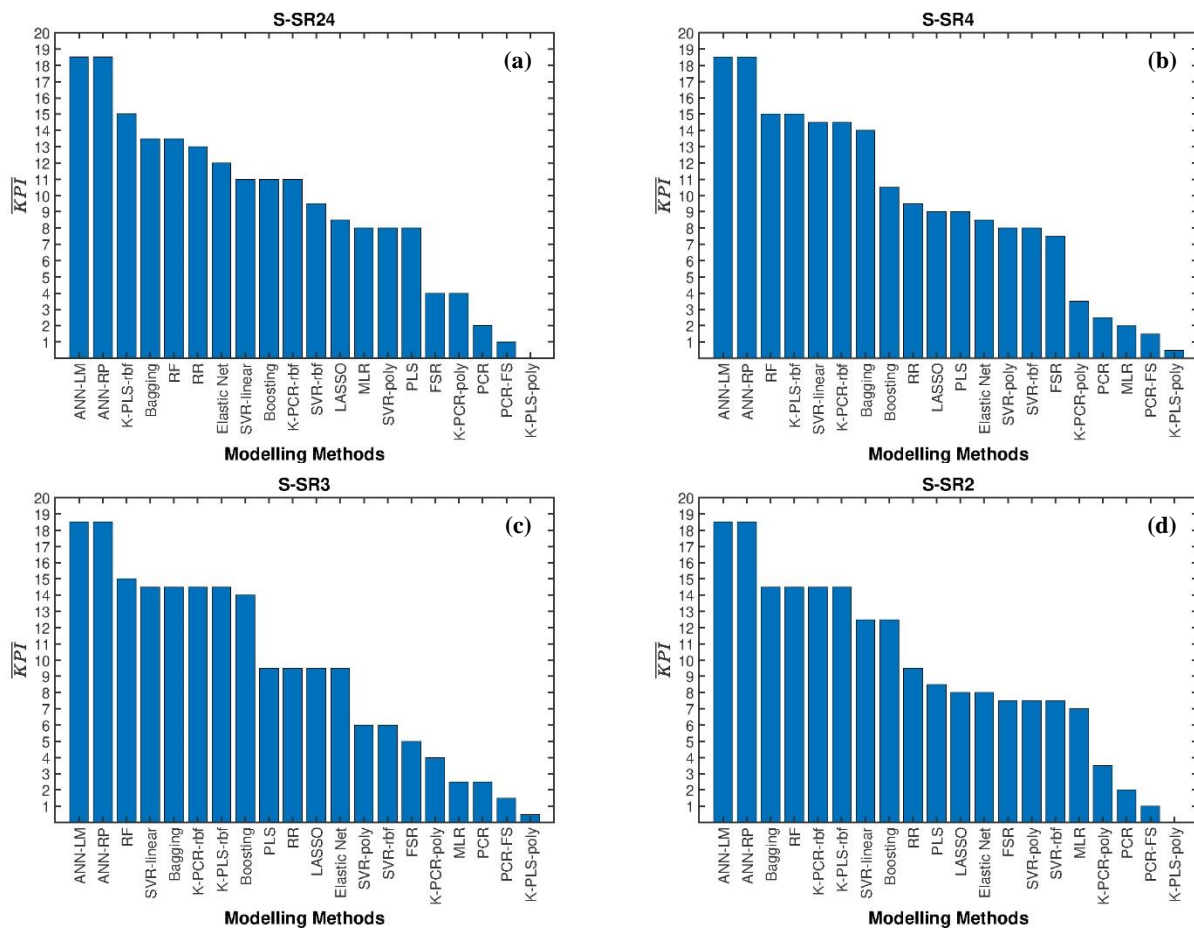 S-SR24
(a)
20
19
18
17
16
15
14
13
12
11
10
9
8
7
6
5
4
3
2
1
KPI
ANN-LM
ANN-RP
K-PLS-rbf
Bagging
RF
RR
Elastic Net
SVR-linear
Boosting
K-PCR-rbf
SVR-rbf
LASSO
MLR
SVR-poly
PLS
FSR
K-PCR-poly
PCR
PCR-FS
K-PLS-poly
Modelling Methods
S-SR4
(b)
20
19
18
17
16
15
14
13
12
11
10
9
8
7
6
5
4
3
2
1
KPI
ANN-LM
ANN-RP
RF
K-PLS-rbf
SVR-linear
K-PCR-rbf
Bagging
Boosting
RR
LASSO
PLS
Elastic Net
SVR-poly
SVR-rbf
FSR
K-PCR-poly
PCR
MLR
PCR-FS
K-PLS-poly
Modelling Methods
S-SR3
(c)
20
19
18
17
16
15
14
13
12
11
10
9
8
7
6
5
4
3
2
1
KPI
ANN-LM
ANN-RP
RF
SVR-linear
Bagging
K-PCR-rbf
K-PLS-rbf
Boosting
PLS
RR
LASSO
Elastic Net
SVR-poly
SVR-rbf
FSR
K-PCR-poly
MLR
PCR
PCR-FS
K-PLS-poly
Modelling Methods
S-SR2
(d)
20
19
18
17
16
15
14
13
12
11
10
9
8
7
6
5
4
3
2
1
KPI
ANN-LM
ANN-RP
Bagging
RF
K-PCR-rbf
K-PLS-rbf
SVR-linear
Boosting
RR
PLS
LASSO
Elastic Net
FSR
SVR-poly
SVR-rbf
MLR
K-PCR-poly
PCR
PCR-FS
K-PLS-poly
Modelling Methods